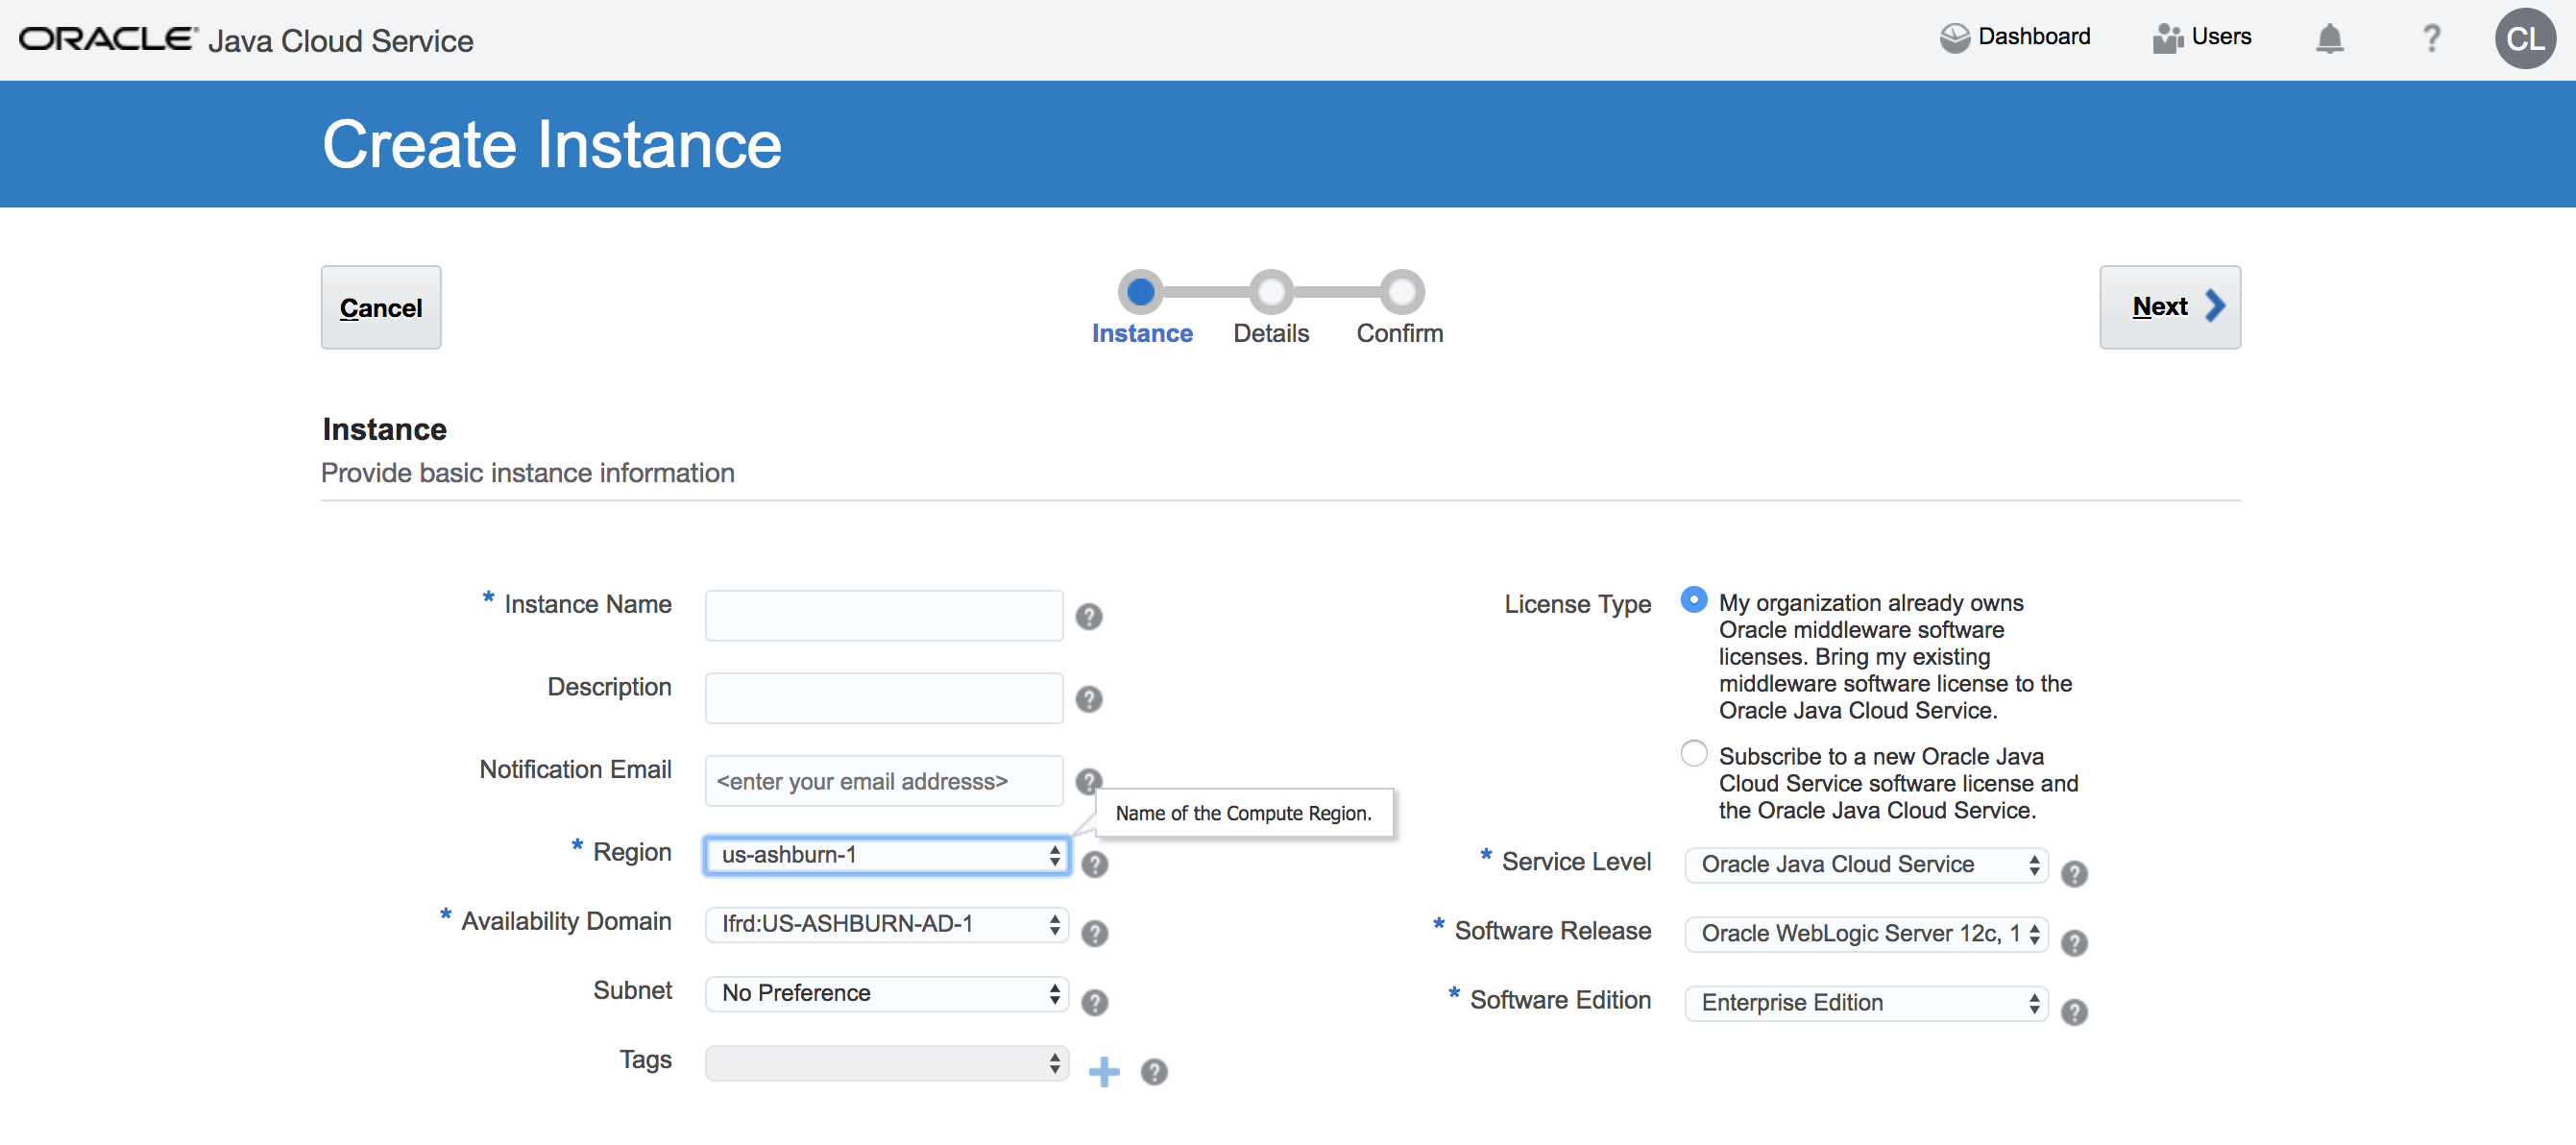 ORACLE Java Cloud Service
Dashboard
Users
?
CL
Create Instance
Cancel
Instance
Details
Confirm
Next
Instance
Provide basic instance information
* Instance Name
?
Description
?
Notification Email
<enter your email addresss>
?
Name of the Compute Region.
* Region
us-ashburn-1
?
* Availability Domain
lfrd:US-ASHBURN-AD-1
?
Subnet
No Preference
?
Tags
?
License Type
My organization already owns
Oracle middleware software
licenses. Bring my existing
middleware software license to the
Oracle Java Cloud Service.
Subscribe to a new Oracle Java
Cloud Service software license and
the Oracle Java Cloud Service.
* Service Level
Oracle Java Cloud Service
?
* Software Release
Oracle WebLogic Server 12c, 1
?
* Software Edition
Enterprise Edition
?